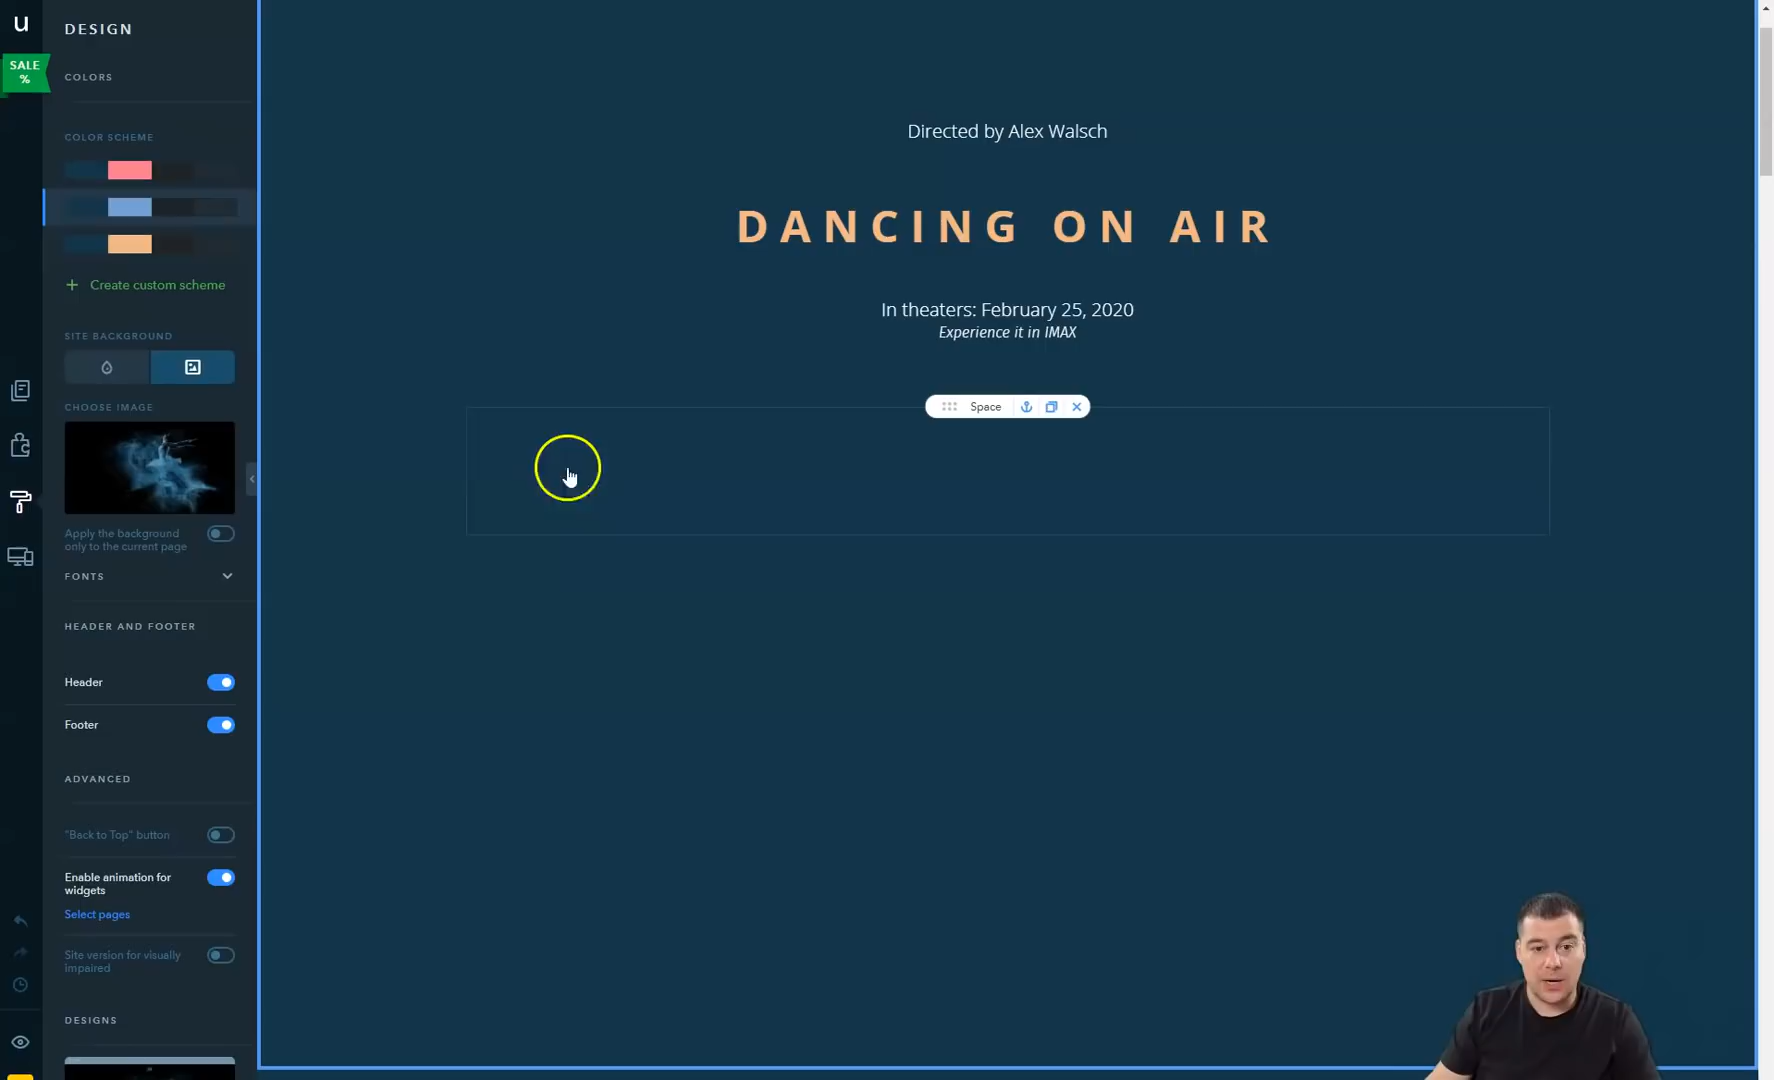 u
DESIGN
SALE
%
COLORS
COLOR SCHEME
Create custom scheme
SITE BACKGROUND
CHOOSE IMAGE
Apply the background
only to the current page
FONTS
HEADER AND FOOTER
Header
Footer
ADVANCED
"Back to Top" button
Enable animation for
widgets
Select pages
Site version for visually
impaired
DESIGNS
Directed by Alex Walsch
DANCING ON AIR
In theaters: February 25, 2020
Experience it in IMAX
Space